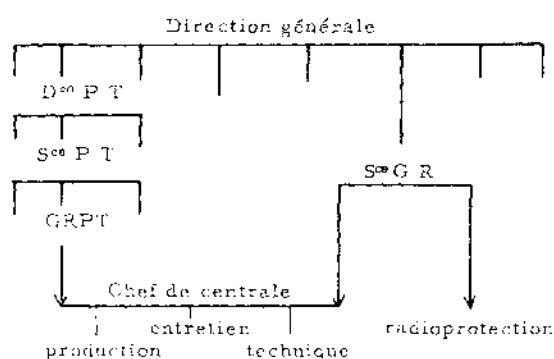 Direction générale
Dᵒⁿ P T
Sᶜᵉ P T
Sᶜᵉ G R
GRPT
Chef de centrale
entretien
radioprotection
production
technique